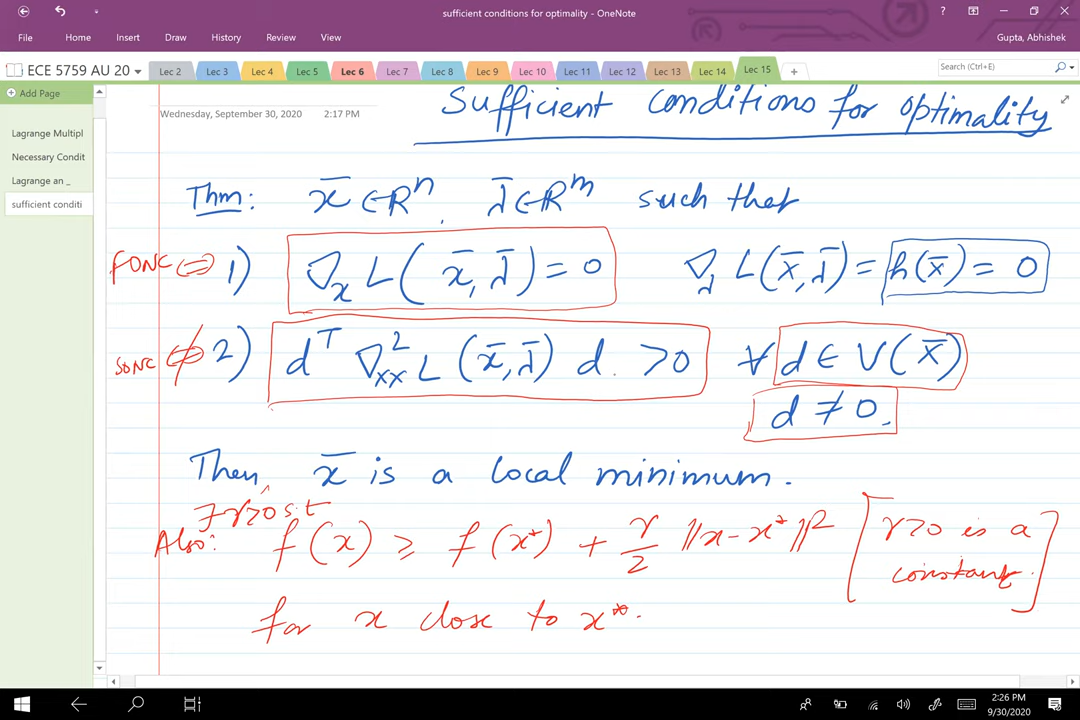 sufficient conditions for optimality - OneNote
Gupta, Abhishek
File Home Insert Draw History Review View
ECE 5759 AU 20 Lec 2 Lec 3 Lec 4 Lec 5 Lec 6 Lec 7 Lec 8 Lec 9 Lec 10 Lec 11 Lec 12 Lec 13 Lec 14 Lec 15 Search (Ctrl+E)
Add Page
Lagrange Multipl
Necessary Condit
Lagrange an _
sufficient conditi
Wednesday, September 30, 2020 2:17 PM
Sufficient conditions for optimality
Thm: x̄ ∈ ℝⁿ, λ̄ ∈ ℝᵐ such that
FONC ⇔ 1) ∇ₓ L(x̄, λ̄) = 0 ∇_λ L(x̄, λ̄) = h(x̄) = 0
SONC ⇎ 2) dᵀ ∇²ₓₓ L(x̄, λ̄) d > 0 ∀ d ∈ V(x̄)
d ≠ 0.
Then, x̄ is a local minimum.
∃ γ>0 s.t
Also: f(x) ≥ f(x*) + γ/2 ||x - x*||² [γ>0 is a
constant.]
for x close to x*.
2:26 PM
9/30/2020